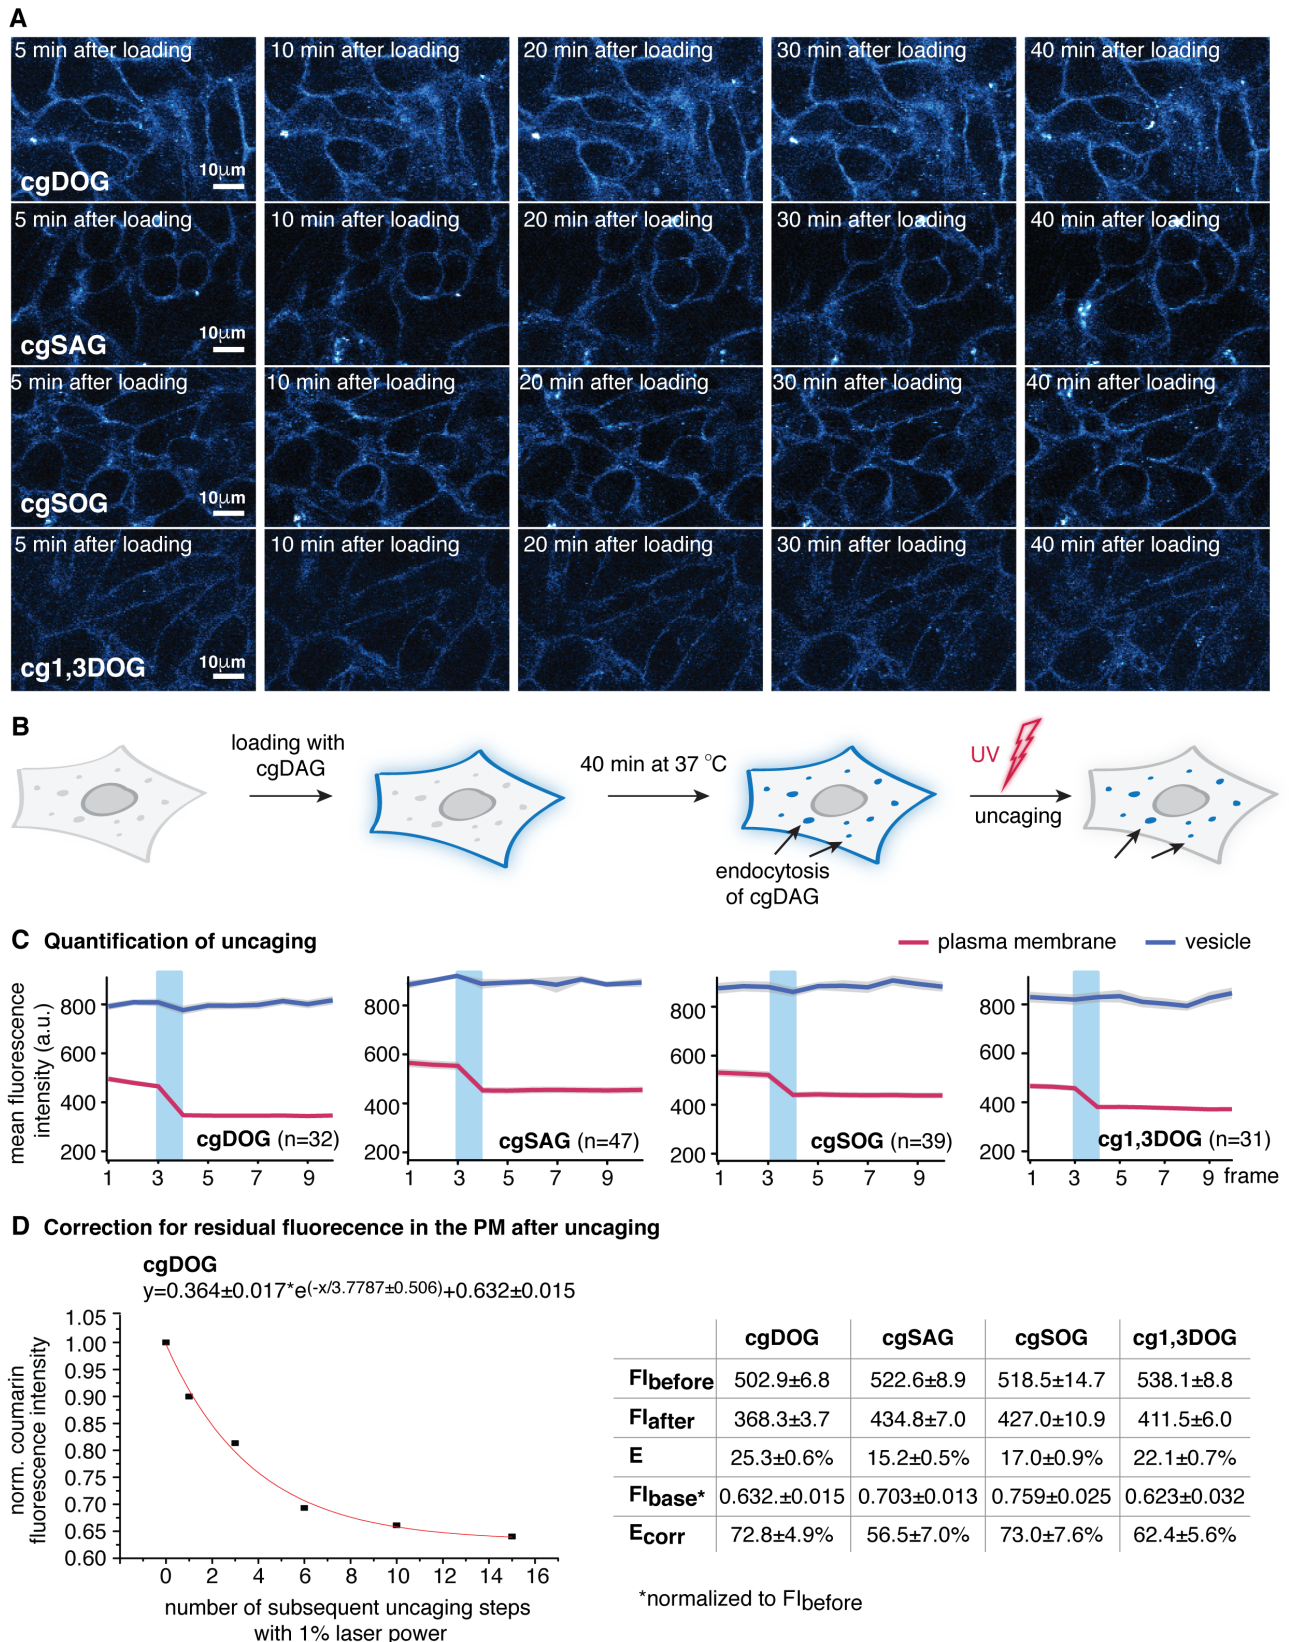 A
5 min after loading
10 min after loading
20 min after loading
30 min after loading
40 min after loading
cgDOG
10μm
5 min after loading
10 min after loading
20 min after loading
30 min after loading
40 min after loading
cgSAG
10μm
5 min after loading
10 min after loading
20 min after loading
30 min after loading
40 min after loading
cgSOG
10μm
5 min after loading
10 min after loading
20 min after loading
30 min after loading
40 min after loading
cg1,3DOG
10μm
B
loading with
cgDAG
40 min at 37 °C
endocytosis
of cgDAG
UV
uncaging
C Quantification of uncaging
plasma membrane
vesicle
mean fluorescence
intensity (a.u.)
800
600
400
200
1 3 5 7 9
cgDOG (n=32)
800
600
400
200
1 3 5 7 9
cgSAG (n=47)
800
600
400
200
1 3 5 7 9
cgSOG (n=39)
800
600
400
200
1 3 5 7 9 frame
cg1,3DOG (n=31)
D Correction for residual fluorecence in the PM after uncaging
cgDOG
y=0.364±0.017*e(-x/3.7787±0.506)+0.632±0.015
norm. coumarin
fluorescence intensity
1.05
1.00
0.95
0.90
0.85
0.80
0.75
0.70
0.65
0.60
0 2 4 6 8 10 12 14 16
number of subsequent uncaging steps
with 1% laser power
cgDOG cgSAG cgSOG cg1,3DOG
FIbefore 502.9±6.8 522.6±8.9 518.5±14.7 538.1±8.8
FIafter 368.3±3.7 434.8±7.0 427.0±10.9 411.5±6.0
E 25.3±0.6% 15.2±0.5% 17.0±0.9% 22.1±0.7%
FIbase* 0.632.±0.015 0.703±0.013 0.759±0.025 0.623±0.032
Ecorr 72.8±4.9% 56.5±7.0% 73.0±7.6% 62.4±5.6%
*normalized to FIbefore